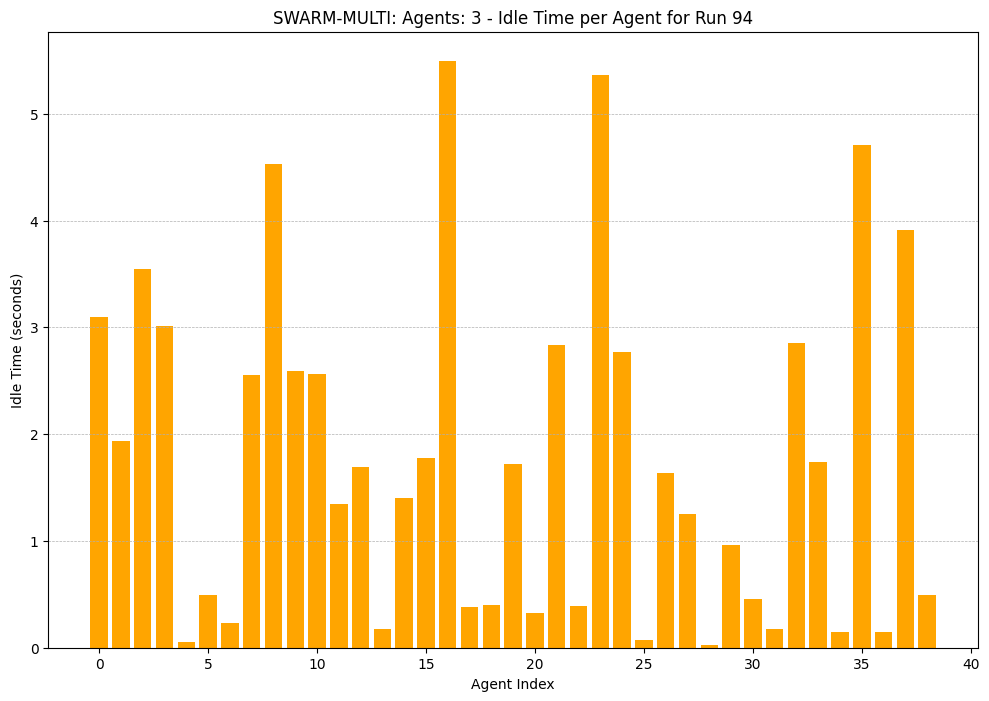 SWARM-MULTI: Agents: 3 - Idle Time per Agent for Run 94
Idle Time (seconds)
5
4
3
2
1
0
0 5 10 15 20 25 30 35 40
Agent Index